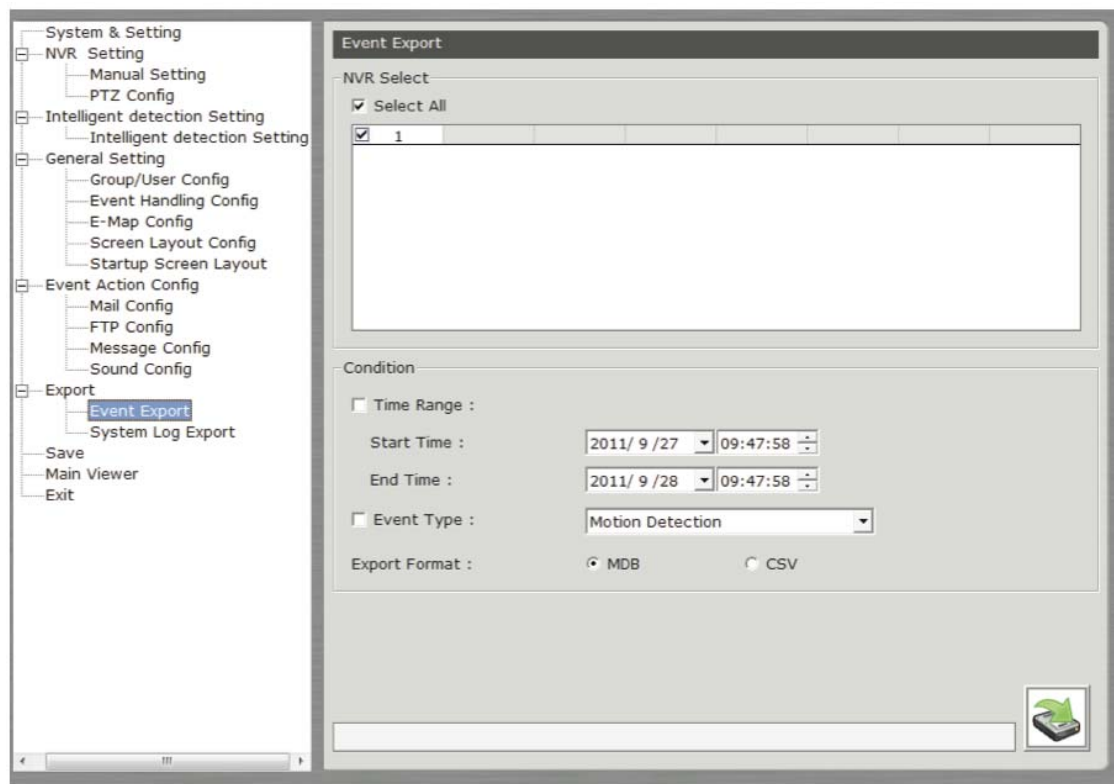 System & Setting
NVR Setting
Manual Setting
PTZ Config
Intelligent detection Setting
Intelligent detection Setting
General Setting
Group/User Config
Event Handling Config
E-Map Config
Screen Layout Config
Startup Screen Layout
Event Action Config
Mail Config
FTP Config
Message Config
Sound Config
Export
Event Export
System Log Export
Save
Main Viewer
Exit
Event Export
NVR Select
Select All
1
Condition
Time Range :
Start Time : 2011/ 9 /27 09:47:58
End Time : 2011/ 9 /28 09:47:58
Event Type : Motion Detection
Export Format : MDB CSV